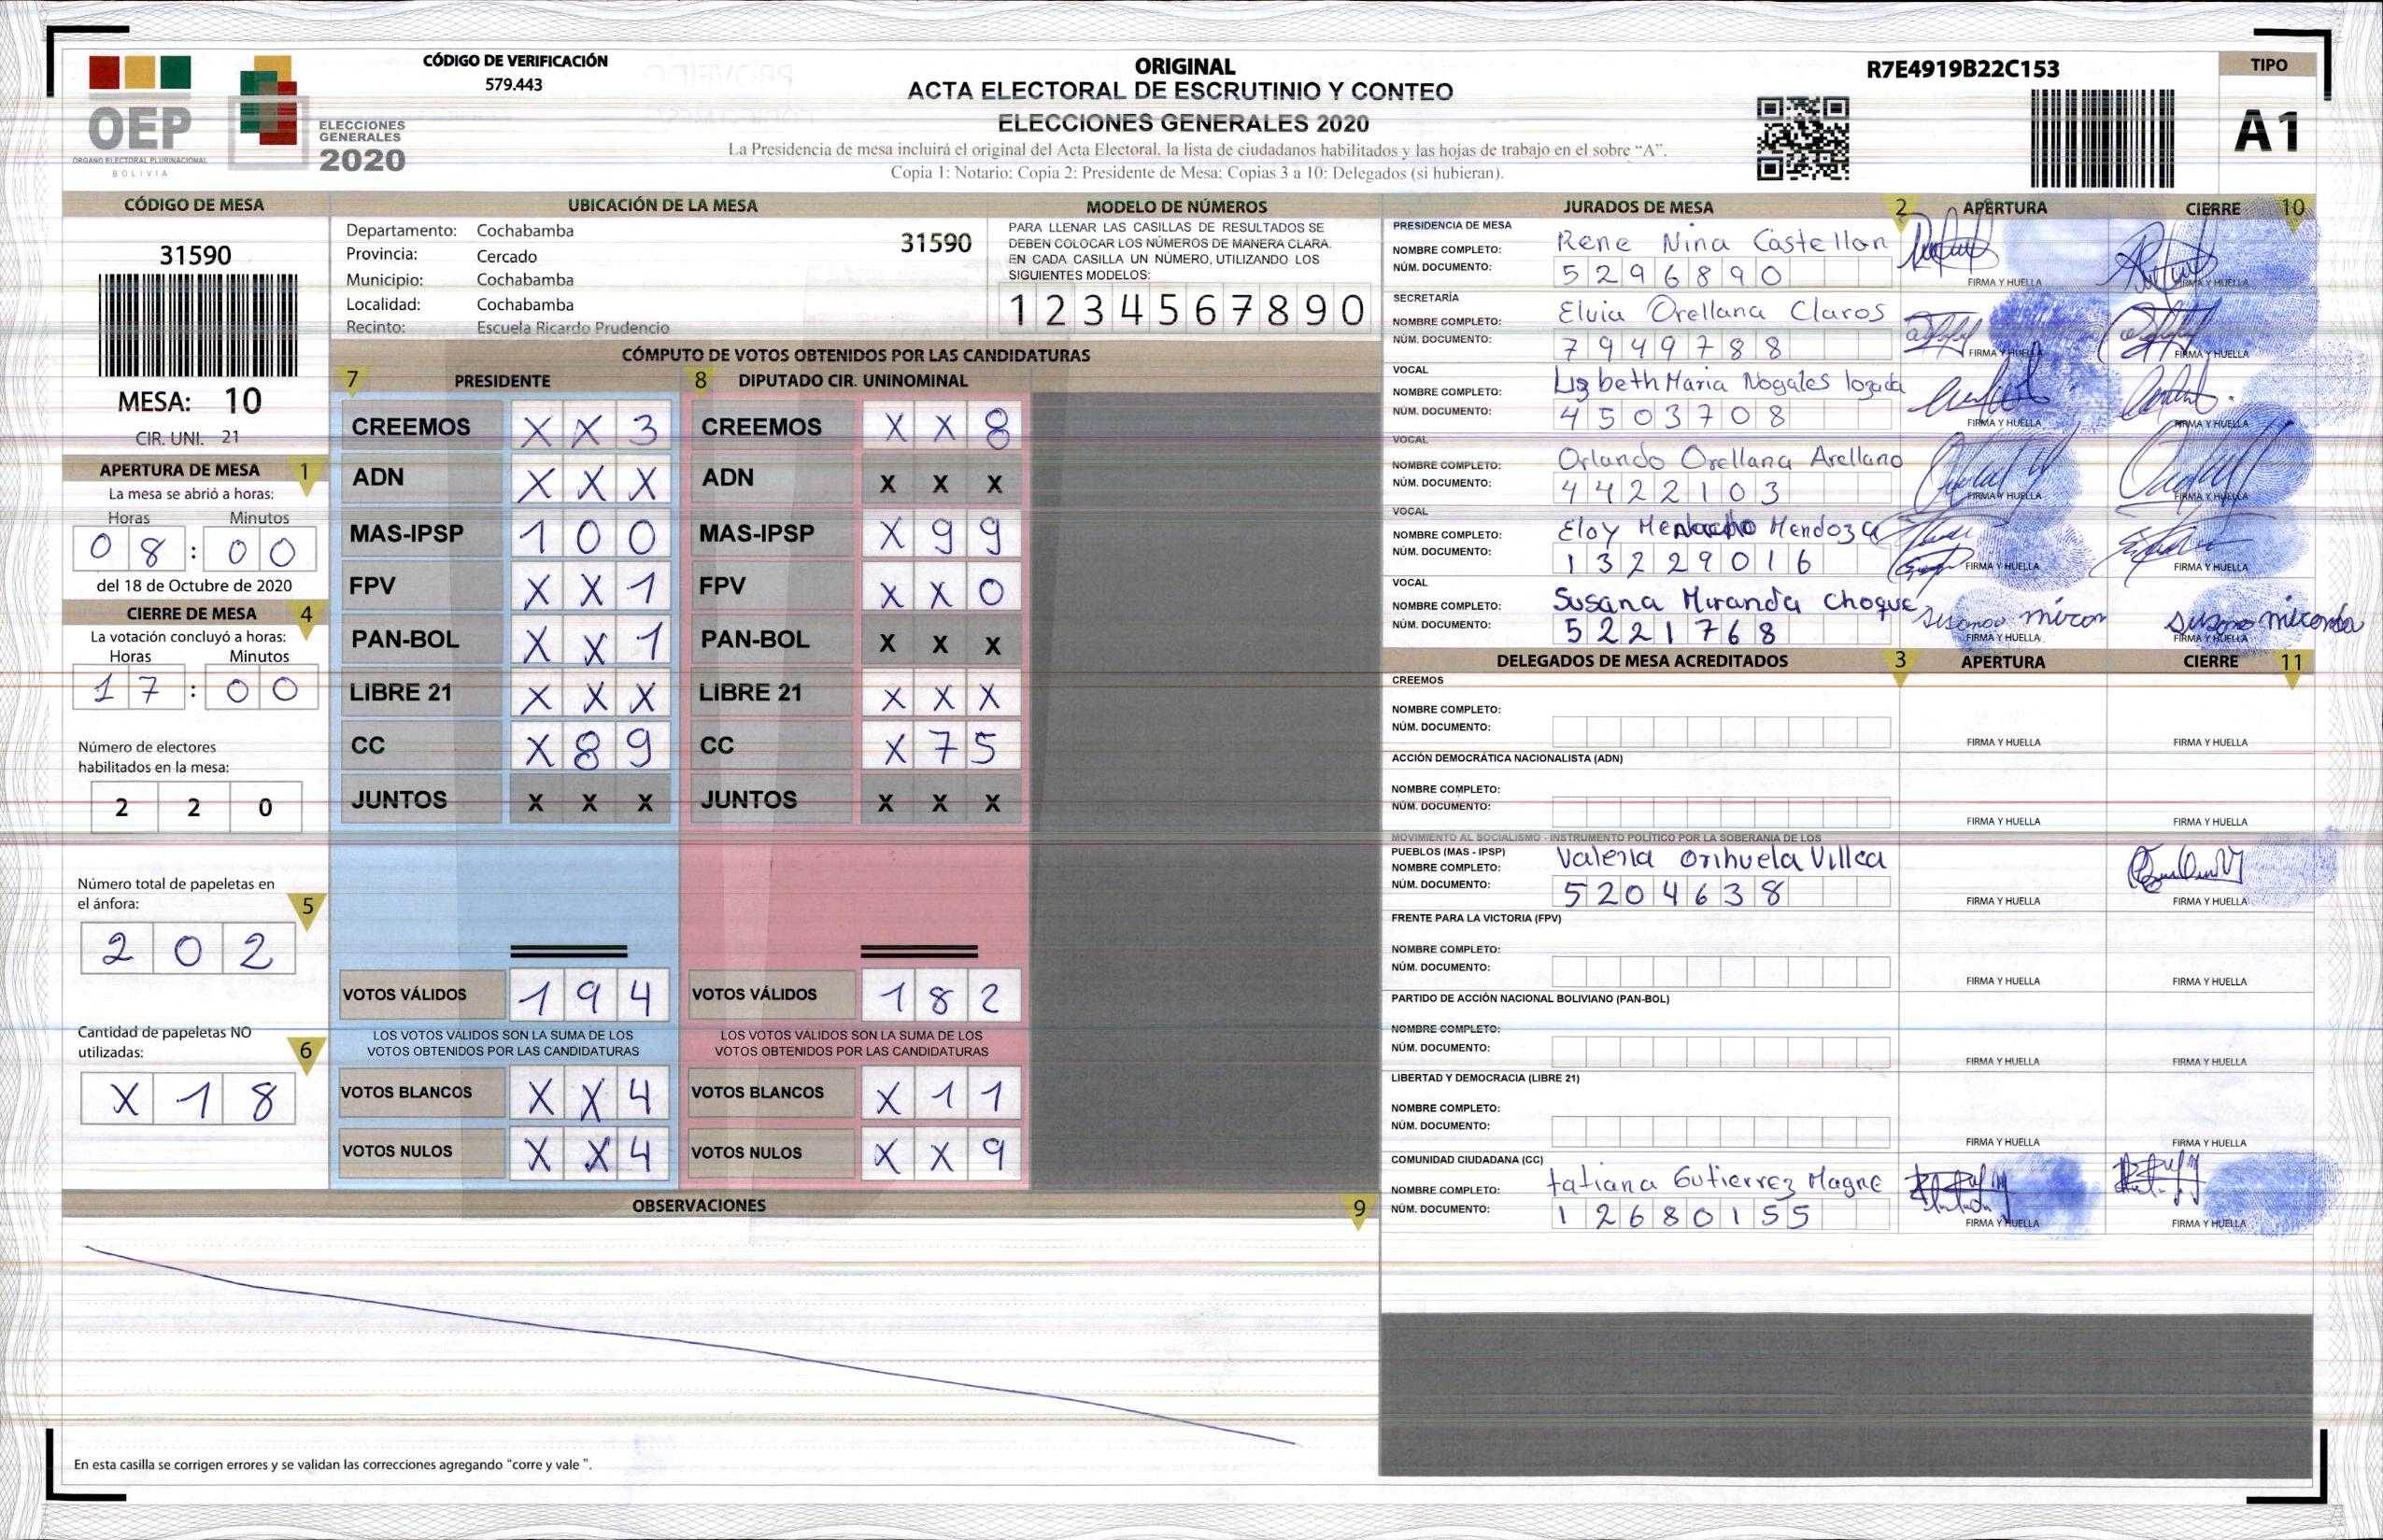 CÓDIGO DE VERIFICACIÓN
579.443
ORIGINAL
ACTA ELECTORAL DE ESCRUTINIO Y CONTEO
ELECCIONES GENERALES 2020
La Presidencia de mesa incluirá el original del Acta Electoral, la lista de ciudadanos habilitados y las hojas de trabajo en el sobre “A”.
Copia 1: Notario; Copia 2: Presidente de Mesa; Copias 3 a 10: Delegados (si hubieran).
R7E4919B22C153
TIPO
A1
OEP
ÓRGANO ELECTORAL PLURINACIONAL
BOLIVIA
ELECCIONES
GENERALES
2020
CÓDIGO DE MESA
31590
MESA: 10
CIR. UNI. 21
APERTURA DE MESA 1
La mesa se abrió a horas:
Horas Minutos
08 : 00
del 18 de Octubre de 2020
CIERRE DE MESA 4
La votación concluyó a horas:
Horas Minutos
17 : 00
Número de electores
habilitados en la mesa:
2 2 0
Número total de papeletas en
el ánfora: 5
2 0 2
Cantidad de papeletas NO
utilizadas: 6
X 1 8
UBICACIÓN DE LA MESA
Departamento: Cochabamba
Provincia: Cercado
Municipio: Cochabamba
Localidad: Cochabamba
Recinto: Escuela Ricardo Prudencio
31590
MODELO DE NÚMEROS
PARA LLENAR LAS CASILLAS DE RESULTADOS SE
DEBEN COLOCAR LOS NÚMEROS DE MANERA CLARA.
EN CADA CASILLA UN NÚMERO, UTILIZANDO LOS
SIGUIENTES MODELOS:
1 2 3 4 5 6 7 8 9 0
CÓMPUTO DE VOTOS OBTENIDOS POR LAS CANDIDATURAS
7 PRESIDENTE
CREEMOS X X 3
ADN X X X
MAS-IPSP 1 0 0
FPV X X 1
PAN-BOL X X 1
LIBRE 21 X X X
CC X 8 9
JUNTOS X X X
VOTOS VÁLIDOS 1 9 4
LOS VOTOS VÁLIDOS SON LA SUMA DE LOS
VOTOS OBTENIDOS POR LAS CANDIDATURAS
VOTOS BLANCOS X X 4
VOTOS NULOS X X 4
8 DIPUTADO CIR. UNINOMINAL
CREEMOS X X 8
ADN X X X
MAS-IPSP X 9 9
FPV X X 0
PAN-BOL X X X
LIBRE 21 X X X
CC X 7 5
JUNTOS X X X
VOTOS VÁLIDOS 1 8 2
LOS VOTOS VÁLIDOS SON LA SUMA DE LOS
VOTOS OBTENIDOS POR LAS CANDIDATURAS
VOTOS BLANCOS X 1 1
VOTOS NULOS X X 9
OBSERVACIONES 9
En esta casilla se corrigen errores y se validan las correcciones agregando “corre y vale ”.
JURADOS DE MESA 2 APERTURA CIERRE 10
PRESIDENCIA DE MESA
NOMBRE COMPLETO: Rene Nina Castellon
NÚM. DOCUMENTO: 5296890
FIRMA Y HUELLA FIRMA Y HUELLA
SECRETARÍA
NOMBRE COMPLETO: Elvia Orellana Claros
NÚM. DOCUMENTO: 7949788
FIRMA Y HUELLA FIRMA Y HUELLA
VOCAL
NOMBRE COMPLETO: Lizbeth Maria Nogales lozada
NÚM. DOCUMENTO: 4503708
FIRMA Y HUELLA FIRMA Y HUELLA
VOCAL
NOMBRE COMPLETO: Orlando Orellana Arellano
NÚM. DOCUMENTO: 4422103
FIRMA Y HUELLA FIRMA Y HUELLA
VOCAL
NOMBRE COMPLETO: Eloy Mendoza
NÚM. DOCUMENTO: 13229016
FIRMA Y HUELLA FIRMA Y HUELLA
VOCAL
NOMBRE COMPLETO: Susana Miranda Choque
NÚM. DOCUMENTO: 5221768
FIRMA Y HUELLA FIRMA Y HUELLA
DELEGADOS DE MESA ACREDITADOS 3 APERTURA CIERRE 11
CREEMOS
NOMBRE COMPLETO:
NÚM. DOCUMENTO:
FIRMA Y HUELLA FIRMA Y HUELLA
ACCIÓN DEMOCRÁTICA NACIONALISTA (ADN)
NOMBRE COMPLETO:
NÚM. DOCUMENTO:
FIRMA Y HUELLA FIRMA Y HUELLA
MOVIMIENTO AL SOCIALISMO - INSTRUMENTO POLÍTICO POR LA SOBERANIA DE LOS
PUEBLOS (MAS - IPSP)
NOMBRE COMPLETO: Valeria Orihuela Villca
NÚM. DOCUMENTO: 5204638
FIRMA Y HUELLA FIRMA Y HUELLA
FRENTE PARA LA VICTORIA (FPV)
NOMBRE COMPLETO:
NÚM. DOCUMENTO:
FIRMA Y HUELLA FIRMA Y HUELLA
PARTIDO DE ACCIÓN NACIONAL BOLIVIANO (PAN-BOL)
NOMBRE COMPLETO:
NÚM. DOCUMENTO:
FIRMA Y HUELLA FIRMA Y HUELLA
LIBERTAD Y DEMOCRACIA (LIBRE 21)
NOMBRE COMPLETO:
NÚM. DOCUMENTO:
FIRMA Y HUELLA FIRMA Y HUELLA
COMUNIDAD CIUDADANA (CC)
NOMBRE COMPLETO: tatiana Gutierrez Magne
NÚM. DOCUMENTO: 12680155
FIRMA Y HUELLA FIRMA Y HUELLA